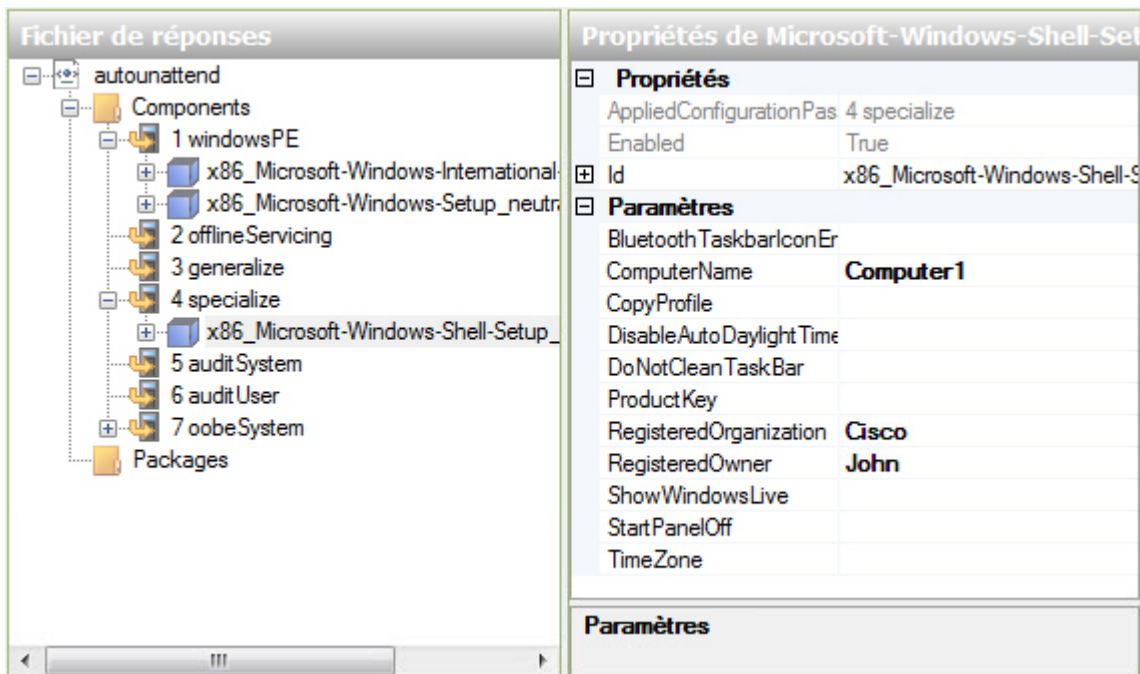 Fichier de réponses
autounattend
Components
1 windowsPE
x86_Microsoft-Windows-International-
x86_Microsoft-Windows-Setup_neutra
2 offlineServicing
3 generalize
4 specialize
x86_Microsoft-Windows-Shell-Setup_
5 auditSystem
6 auditUser
7 oobeSystem
Packages
Propriétés de Microsoft-Windows-Shell-Set
Propriétés
AppliedConfigurationPas 4 specialize
Enabled True
Id x86_Microsoft-Windows-Shell-S
Paramètres
BluetoothTaskbarIconEr
ComputerName Computer1
CopyProfile
DisableAutoDaylightTime
DoNotCleanTaskBar
ProductKey
RegisteredOrganization Cisco
RegisteredOwner John
ShowWindowsLive
StartPanelOff
TimeZone
Paramètres